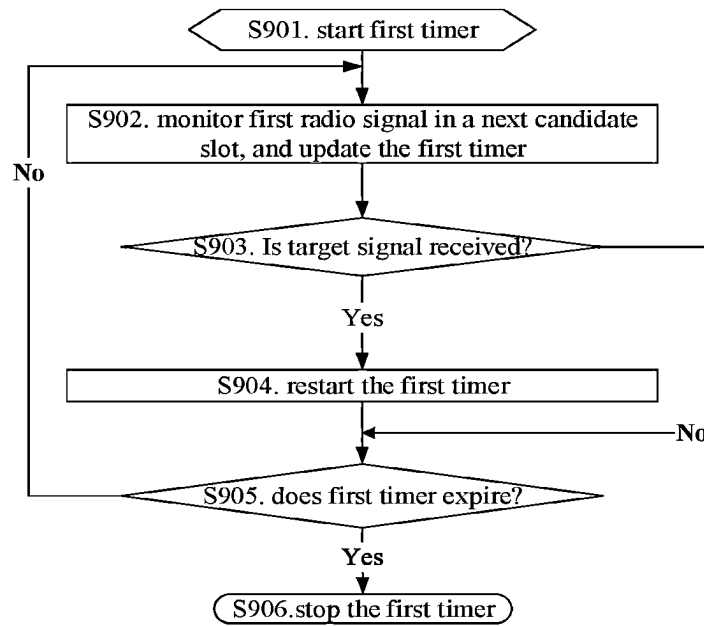 S901. start first timer
S902. monitor first radio signal in a next candidate
slot, and update the first timer
No
S903. Is target signal received?
Yes
S904. restart the first timer
No
S905. does first timer expire?
Yes
S906.stop the first timer